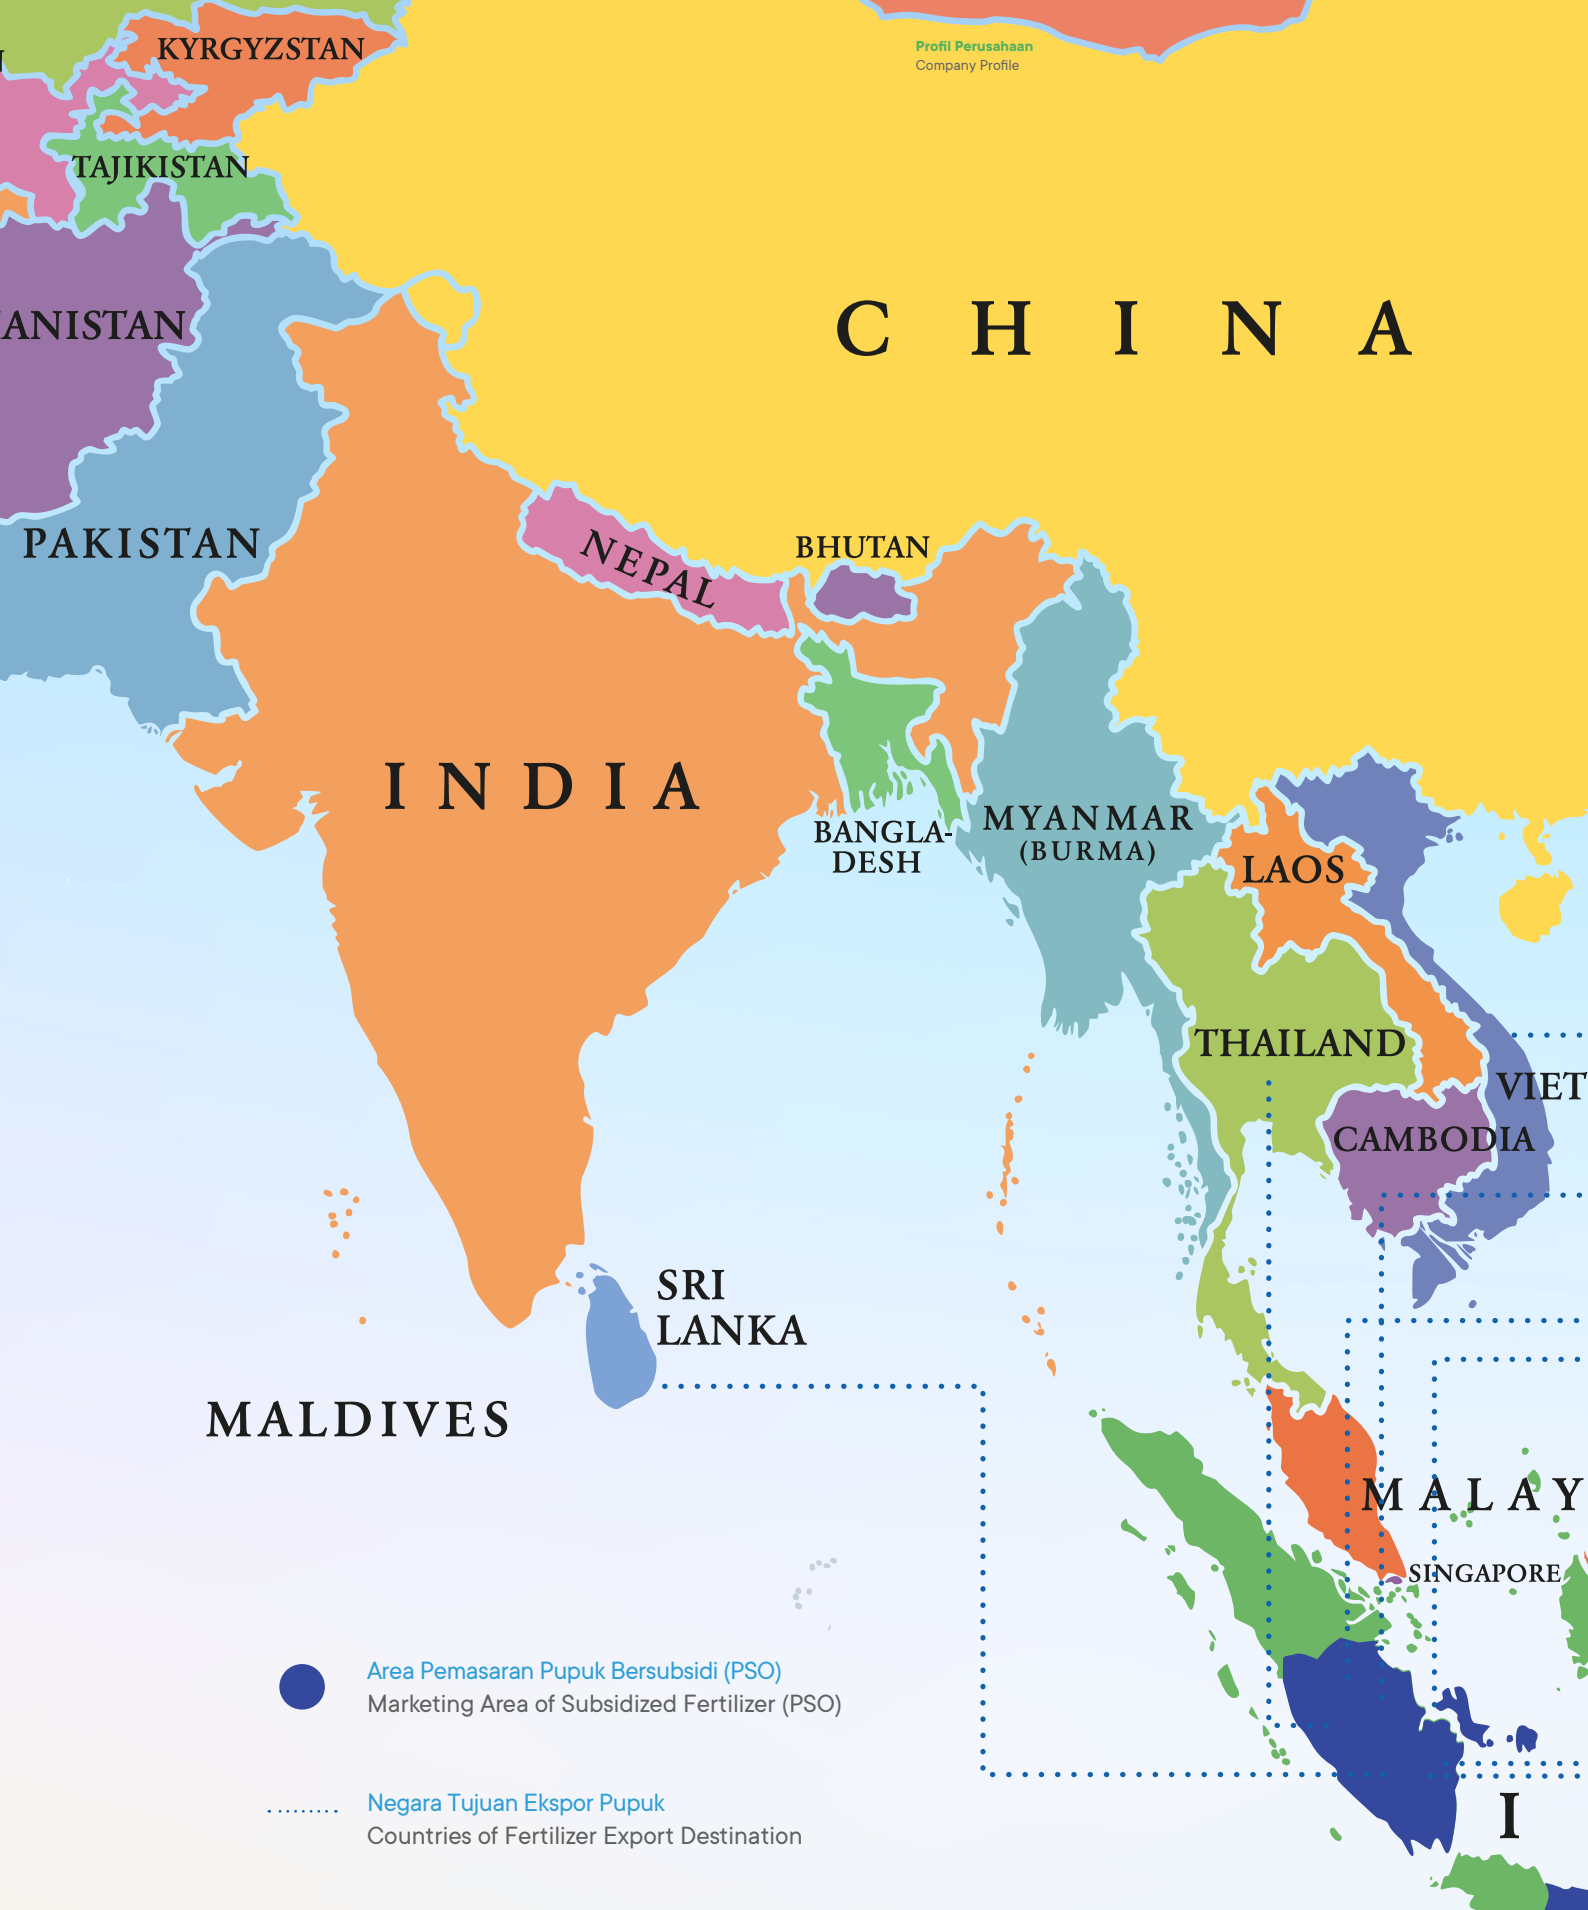 KYRGYZSTAN
Profil Perusahaan
Company Profile
TAJIKISTAN
ANISTAN
C H I N A
PAKISTAN
NEPAL
BHUTAN
INDIA
BANGLA-
DESH
MYANMAR
(BURMA)
LAOS
THAILAND
VIET
CAMBODIA
SRI
LANKA
MALDIVES
MALAY
SINGAPORE
Area Pemasaran Pupuk Bersubsidi (PSO)
Marketing Area of Subsidized Fertilizer (PSO)
Negara Tujuan Ekspor Pupuk
Countries of Fertilizer Export Destination
I